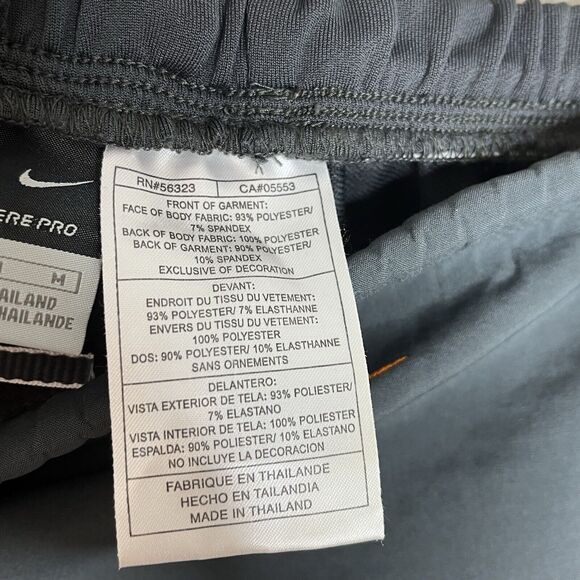 ERE PRO
M
AILAND
HAILANDE
RN#56323 CA#05553
FRONT OF GARMENT:
FACE OF BODY FABRIC: 93% POLYESTER/
7% SPANDEX
BACK OF BODY FABRIC: 100% POLYESTER
BACK OF GARMENT: 90% POLYESTER/
10% SPANDEX
EXCLUSIVE OF DECORATION
DEVANT:
ENDROIT DU TISSU DU VETEMENT:
93% POLYESTER/ 7% ELASTHANNE
ENVERS DU TISSU DU VETEMENT:
100% POLYESTER
DOS: 90% POLYESTER/ 10% ELASTHANNE
SANS ORNEMENTS
DELANTERO:
VISTA EXTERIOR DE TELA: 93% POLIESTER/
7% ELASTANO
VISTA INTERIOR DE TELA: 100% POLIESTER
ESPALDA: 90% POLIESTER/ 10% ELASTANO
NO INCLUYE LA DECORACION
FABRIQUE EN THAILANDE
HECHO EN TAILANDIA
MADE IN THAILAND